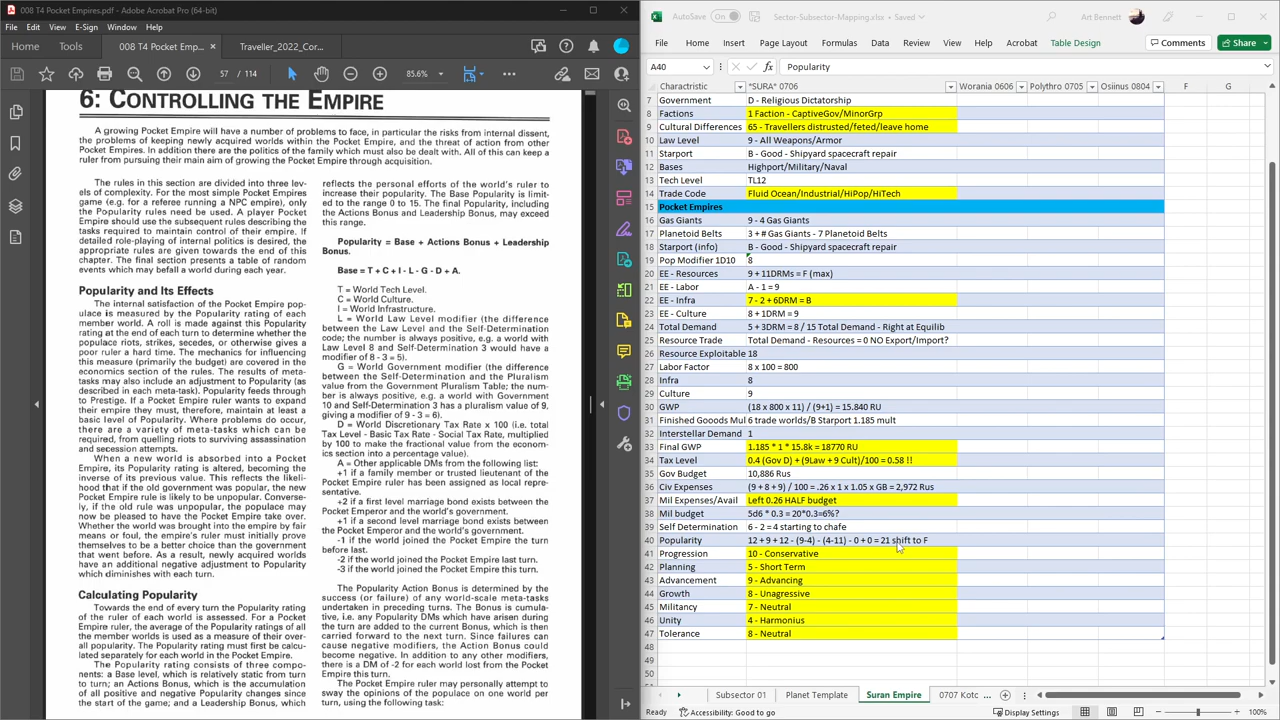 008 T4 Pocket Empires.pdf - Adobe Acrobat Pro (64-bit)
File Edit View E-Sign Window Help
Home Tools 008 T4 Pocket Emp... × Traveller_2022_Cor...
57 / 114 85.6%
6: CONTROLLING THE EMPIRE
A growing Pocket Empire will have a number of problems to face, in particular the risks from internal dissent,
the problems of keeping newly acquired worlds within the Pocket Empire, and the threat of action from other
Pocket Empires. In addition there are the politics of the family which must also be dealt with. All of this can keep a
ruler from pursuing their main aim of growing the Pocket Empire through acquisition.
The rules in this section are divided into three lev-
els of complexity. For the most simple Pocket Empires
game (e.g. for a referee running a NPC empire), only
the Popularity rules need be used. A player Pocket
Empire should use the subsequent rules describing the
tasks required to maintain control of their empire. If
detailed role-playing of internal politics is desired, the
appropriate rules are given towards the end of this
chapter. The final section presents a table of random
events which may befall a world during each year.
Popularity and Its Effects
The internal satisfaction of the Pocket Empire pop-
ulace is measured by the Popularity rating of each
member world. A roll is made against this Popularity
rating at the end of each turn to determine whether the
populace riots, strikes, secedes, or otherwise gives a
poor ruler a hard time. The mechanics for influencing
this measure (primarily the budget) are covered in the
economics section of the rules. The results of meta-
tasks may also include an adjustment to Popularity (as
described in each meta-task). Popularity feeds through
to Prestige. If a Pocket Empire ruler wants to expand
their empire they must, therefore, maintain at least a
basic level of Popularity. Where problems do occur,
there are a variety of meta-tasks which can be
required, from quelling riots to surviving assassination
and secession attempts.
When a new world is absorbed into a Pocket
Empire, its Popularity rating is altered, becoming the
inverse of its previous value. This reflects the likeli-
hood that if the old government was popular, the new
Pocket Empire rule is likely to be unpopular. Converse-
ly, if the old rule was unpopular, the populace may
now be pleased to have the Pocket Empire take over.
Whether the world was brought into the empire by fair
means or foul, the empire's ruler must initially prove
themselves to be a better choice than the government
that went before. As a result, newly acquired worlds
have an additional negative adjustment to Popularity
which diminishes with each turn.
Calculating Popularity
Towards the end of every turn the Popularity rating
of the ruler of each world is assessed. For a Pocket
Empire ruler, the average of the Popularity ratings of all
the member worlds is used as a measure of their over-
all popularity. The Popularity rating must first be calcu-
lated separately for each world in the Pocket Empire.
The Popularity rating consists of three compo-
nents: a Base level, which is relatively static from turn
to turn; an Actions Bonus, which is the accumulation
of all positive and negative Popularity changes since
the start of the game; and a Leadership Bonus, which
reflects the personal efforts of the world's ruler to
increase their popularity. The Base Popularity is limit-
ed to the range 0 to 15. The final Popularity, including
the Actions Bonus and Leadership Bonus, may exceed
this range.
Popularity = Base + Actions Bonus + Leadership
Bonus.
Base = T + C + I - L - G - D + A.
T = World Tech Level.
C = World Culture.
I = World Infrastructure.
L = World Law Level modifier (the difference
between the Law Level and the Self-Determination
code; the number is always positive, e.g. a world with
Law Level 8 and Self-Determination 3 would have a
modifier of 8 - 3 = 5).
G = World Government modifier (the difference
between the Self-Determination and the Pluralism
value from the Government Pluralism Table; the num-
ber is always positive, e.g. a world with Government
10 and Self-Determination 3 has a pluralism value of 9,
giving a modifier of 9 - 3 = 6).
D = World Discretionary Tax Rate x 100 (i.e. total
Tax Level - Basic Tax Rate - Social Tax Rate, multiplied
by 100 to make the fractional value from the econom-
ics section into a percentage).
A = Other applicable DMs from the following list:
+1 if a family member or trusted lieutenant of the
Pocket Empire ruler has been assigned as local repre-
sentative.
+2 if a first level marriage bond exists between the
Pocket Emperor and the world's government.
+1 if a second level marriage bond exists between
the Pocket Emperor and the world's government.
-1 if the world joined the Pocket Empire the turn
before last.
-2 if the world joined the Pocket Empire last turn.
-3 if the world joined the Pocket Empire this turn.
The Popularity Action Bonus is determined by the
success (or failure) of any world-scale meta-tasks
undertaken in preceding turns. The Bonus is cumula-
tive, i.e. any Popularity DMs which have arisen during
the turn are added to the current Bonus, which is then
carried forward to the next turn. Since failures can
cause negative modifiers, the Action Bonus could
become negative. In addition to any other modifiers,
there is a DM of -2 for each world lost from the Pocket
Empire this turn.
The Pocket Empire ruler may personally attempt to
sway the opinions of the populace on one world per
turn, using the following task:
AutoSave Off Sector-Subsector-Mapping.xlsx - Saved Art Bennett
File Home Insert Page Layout Formulas Data Review View Help Acrobat Table Design Comments Share
A40 fx Popularity
Charactristic *SURA* 0706 Worania 0606 Polythro 0705 Osiinus 0804 F G
7 Government D - Religious Dictatorship
8 Factions 1 Faction - CaptiveGov/MinorGrp
9 Cultural Differences 65 - Travellers distrusted/feted/leave home
10 Law Level 9 - All Weapons/Armor
11 Starport B - Good - Shipyard spacecraft repair
12 Bases Highport/Military/Naval
13 Tech Level TL12
14 Trade Code Fluid Ocean/Industrial/HiPop/HiTech
15 Pocket Empires
16 Gas Giants 9 - 4 Gas Giants
17 Planetoid Belts 3 + # Gas Giants - 7 Planetoid Belts
18 Starport (info) B - Good - Shipyard spacecraft repair
19 Pop Modifier 1D10 8
20 EE - Resources 9 + 11DRMs = F (max)
21 EE - Labor A - 1 = 9
22 EE - Infra 7 - 2 + 6DRM = B
23 EE - Culture 8 + 1DRM = 9
24 Total Demand 5 + 3DRM = 8 / 15 Total Demand - Right at Equilib
25 Resource Trade Total Demand - Resources = 0 NO Export/Import?
26 Resource Exploitable 18
27 Labor Factor 8 x 100 = 800
28 Infra 8
29 Culture 9
30 GWP (18 x 800 x 11) / (9+1) = 15.840 RU
31 Finished Gooods Mul 6 trade worlds/B Starport 1.185 mult
32 Interstellar Demand 1
33 Final GWP 1.185 * 1 * 15.8k = 18770 RU
34 Tax Level 0.4 (Gov D) + (9Law + 9 Cult)/100 = 0.58 !!
35 Gov Budget 10,886 Rus
36 Civ Expenses (9 + 8 + 9) / 100 = .26 x 1 x 1.05 x GB = 2,972 Rus
37 Mil Expenses/Avail Left 0.26 HALF budget
38 Mil budget 5d6 * 0.3 = 20*0.3=6%?
39 Self Determination 6 - 2 = 4 starting to chafe
40 Popularity 12 + 9 + 12 - (9-4) - (4-11) - 0 + 0 = 21 shift to F
41 Progression 10 - Conservative
42 Planning 5 - Short Term
43 Advancement 9 - Advancing
44 Growth 8 - Unagressive
45 Militancy 7 - Neutral
46 Unity 4 - Harmonius
47 Tolerance 8 - Neutral
48
49
50
Subsector 01 Planet Template Suran Empire 0707 Kotc ...
Ready Accessibility: Good to go Display Settings 100%